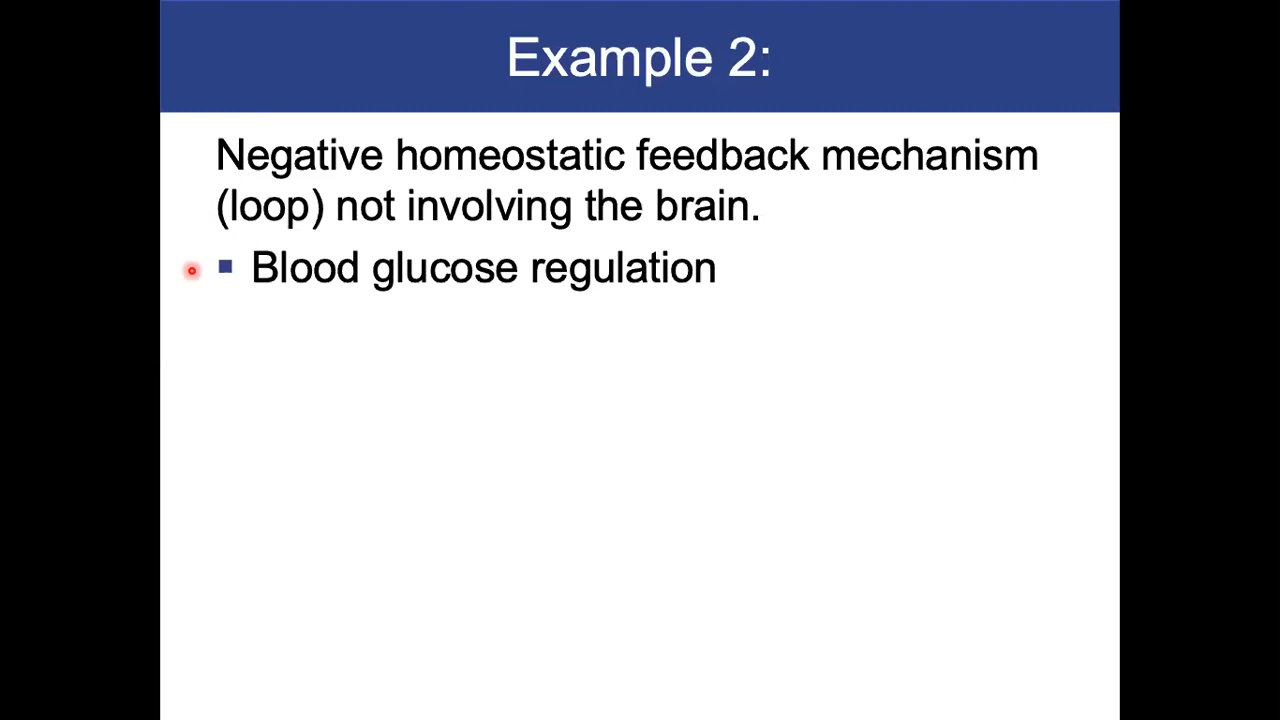 Example 2:
Negative homeostatic feedback mechanism
(loop) not involving the brain.
▪ Blood glucose regulation